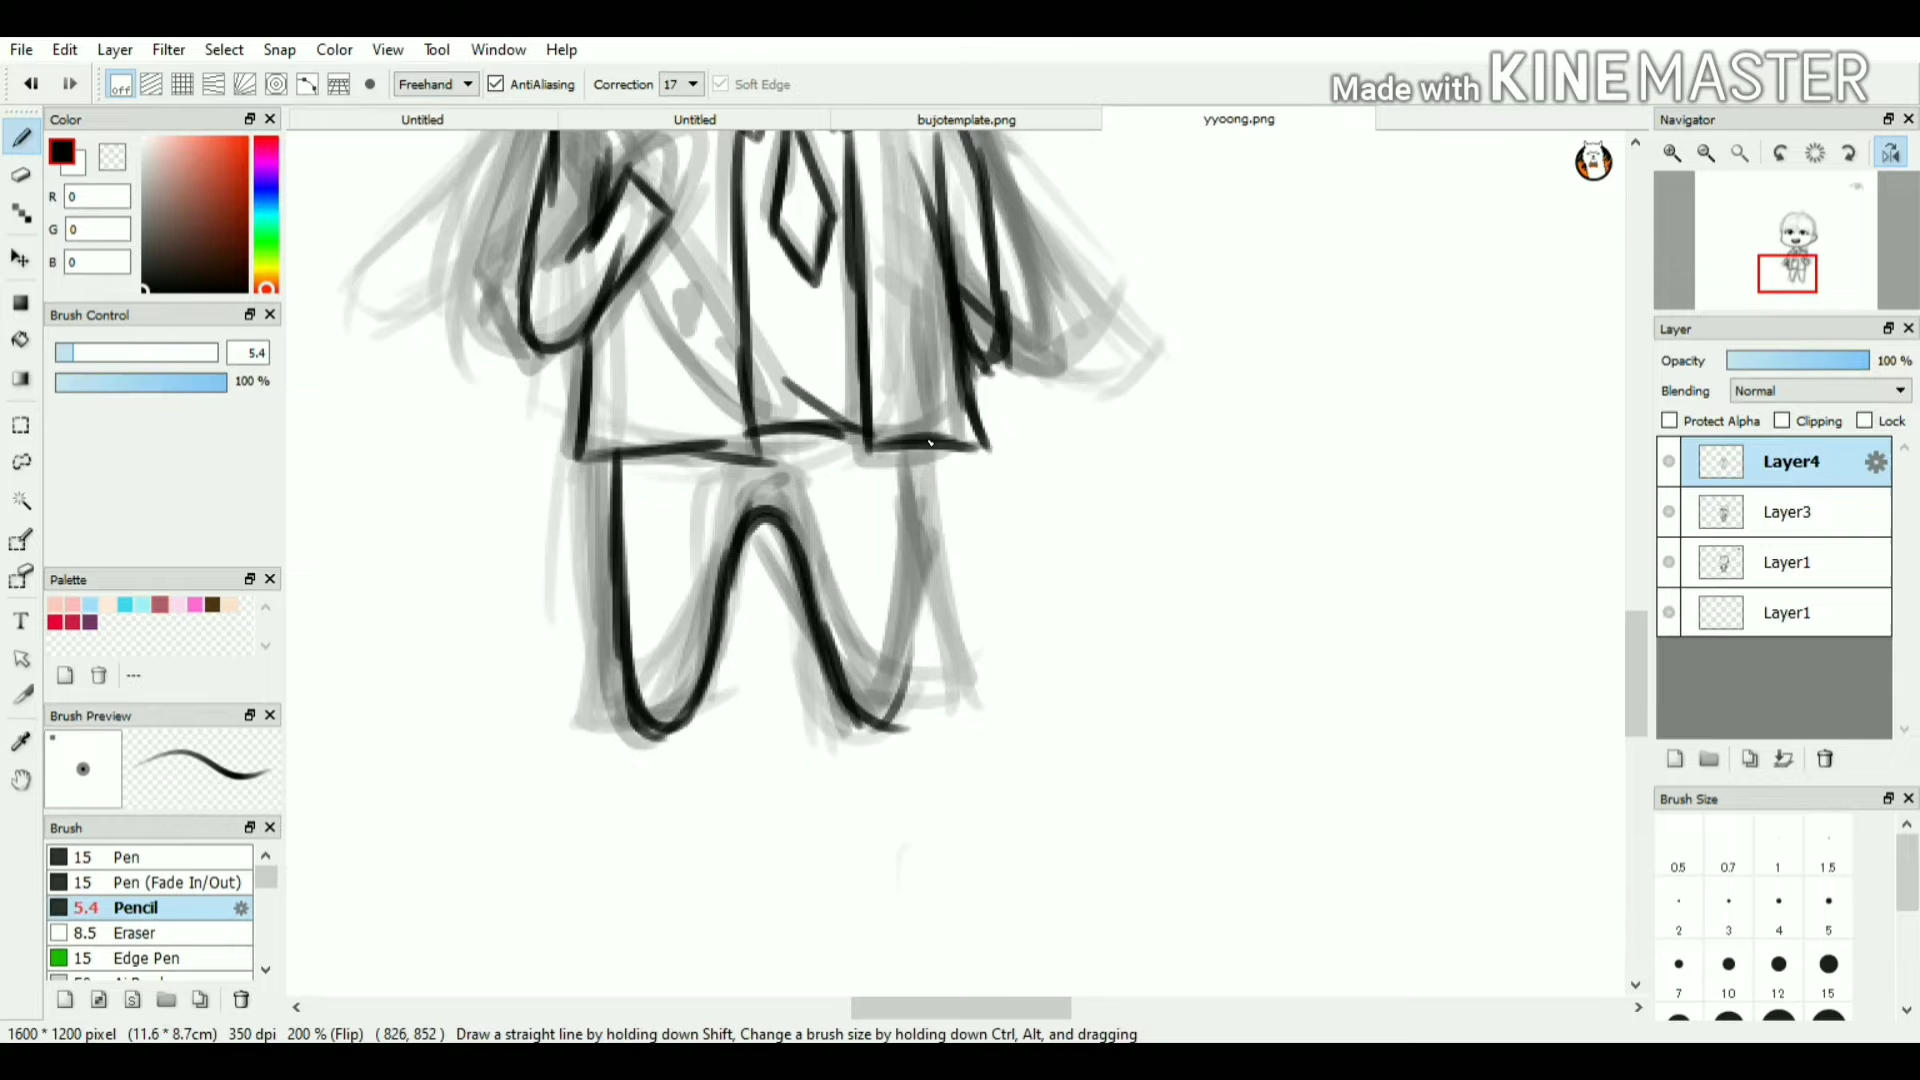 File Edit Layer Filter Select Snap Color View Tool Window Help
Made with KINEMASTER
off Freehand AntiAliasing Correction 17 Soft Edge
Color
Untitled Untitled bujotemplate.png yyoong.png
Navigator
R 0
G 0
B 0
Brush Control
5.4
100 %
Layer
Opacity 100 %
Blending Normal
Protect Alpha Clipping Lock
Layer4
Layer3
Layer1
Layer1
Palette
---
Brush Preview
Brush
15 Pen
15 Pen (Fade In/Out)
5.4 Pencil
8.5 Eraser
15 Edge Pen
Brush Size
0.5 0.7 1 1.5
2 3 4 5
7 10 12 15
T
S
1600 * 1200 pixel (11.6 * 8.7cm) 350 dpi 200 % (Flip) ( 826, 852 ) Draw a straight line by holding down Shift, Change a brush size by holding down Ctrl, Alt, and dragging